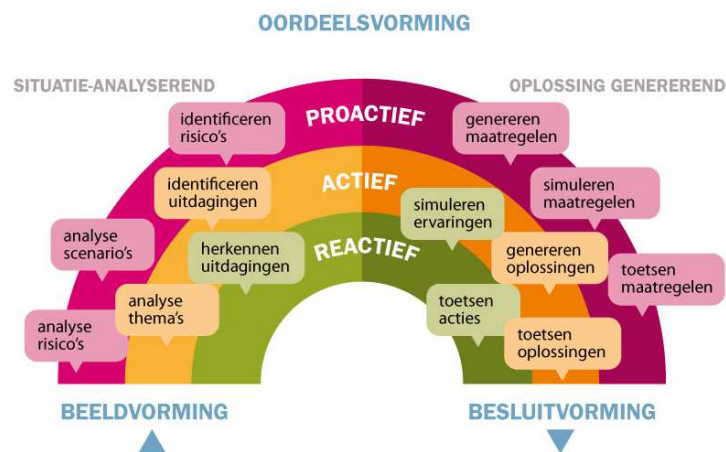 OORDEELSVORMING
SITUATIE-ANALYSEREND
OPLOSSING GENEREREND
identificeren
risico's
PROACTIEF
genereren
maatregelen
identificeren
uitdagingen
ACTIEF
simuleren
ervaringen
simuleren
maatregelen
analyse
scenario's
herkennen
uitdagingen
REACTIEF
genereren
oplossingen
toetsen
maatregelen
analyse
risico's
analyse
thema's
toetsen
acties
toetsen
oplossingen
BEELDVORMING
BESLUITVORMING